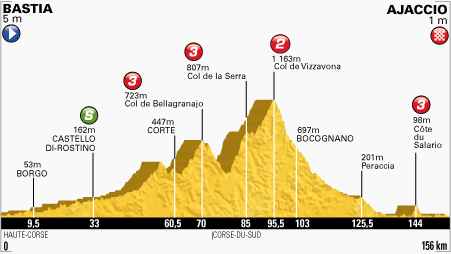 BASTIA
5 m
AJACCIO
1 m
2
1 163m
Col de Vizzavona
3
807m
Col de la Serra
3
723m
Col de Bellagranajo
S
162m
CASTELLO
DI-ROSTINO
447m
CORTE
697m
BOCOGNANO
3
98m
Côte
du
Salario
53m
BORGO
201m
Peraccia
9,5
33
60,5
70
85
95,5
103
125,5
144
HAUTE-CORSE
CORSE-DU-SUD
0
156 km